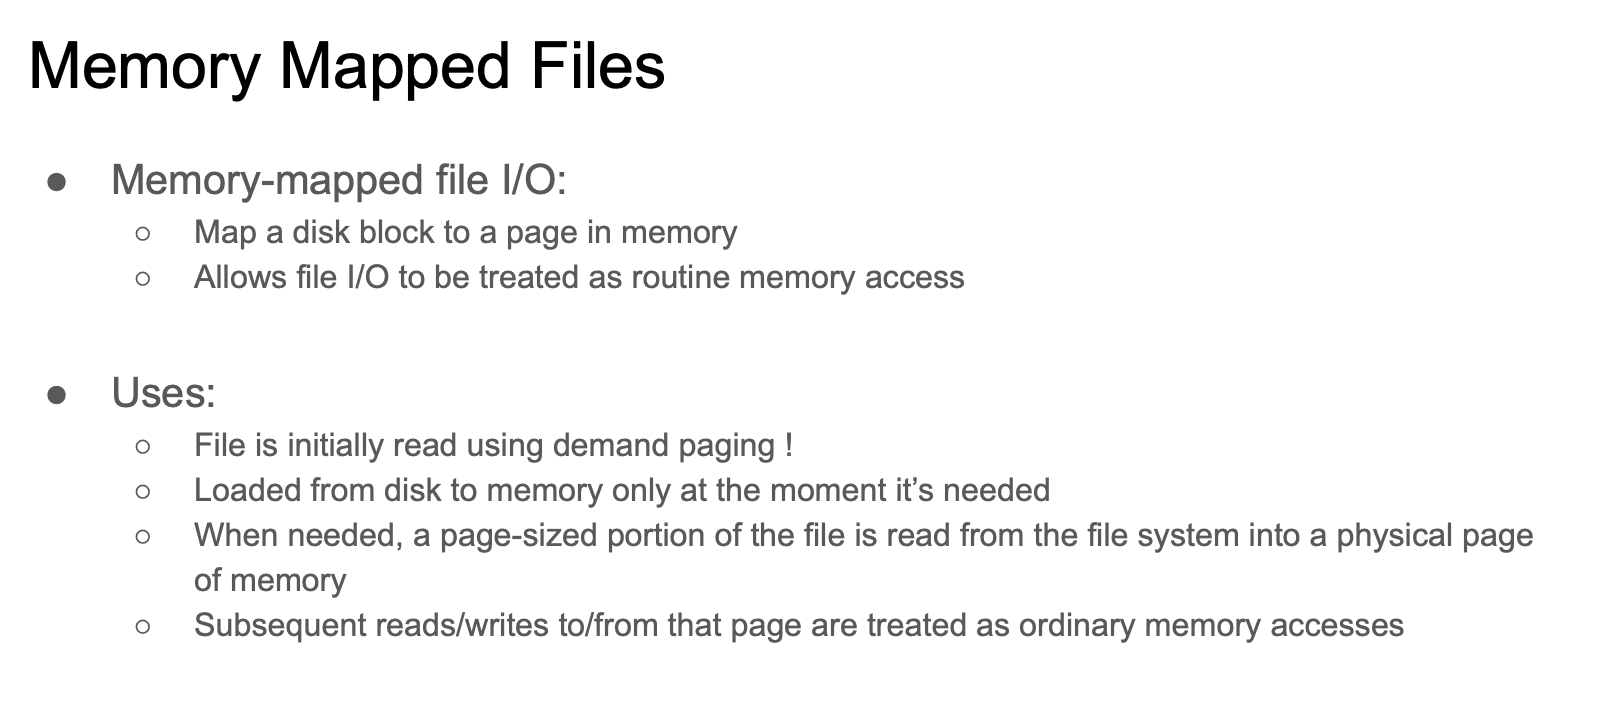 Memory Mapped Files
● Memory-mapped file I/O:
○ Map a disk block to a page in memory
○ Allows file I/O to be treated as routine memory access
● Uses:
○ File is initially read using demand paging !
○ Loaded from disk to memory only at the moment it’s needed
○ When needed, a page-sized portion of the file is read from the file system into a physical page
of memory
○ Subsequent reads/writes to/from that page are treated as ordinary memory accesses